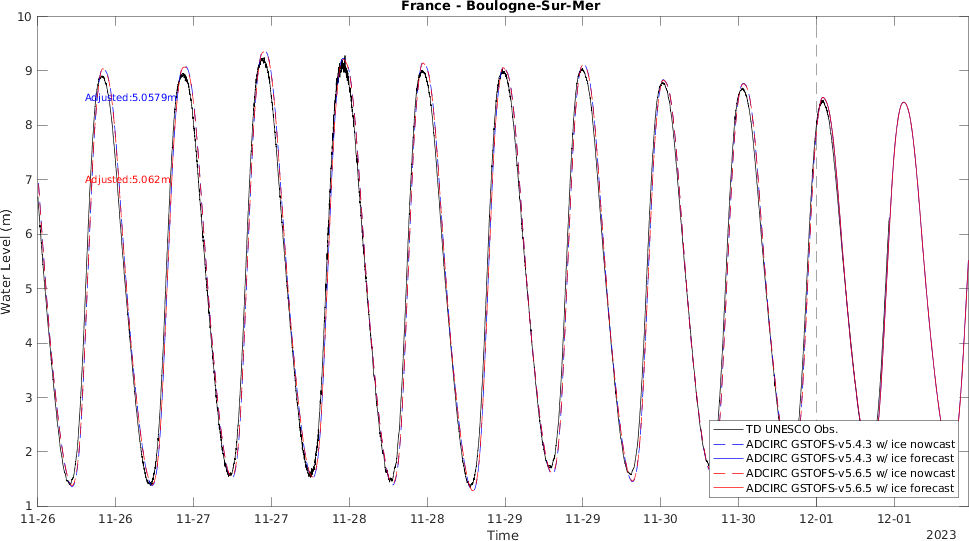 France - Boulogne-Sur-Mer
10
9
8
7
6
5
4
3
2
1
Water Level (m)
Adjusted:5.0579m
Adjusted:5.062m
TD UNESCO Obs.
ADCIRC GSTOFS-v5.4.3 w/ ice nowcast
ADCIRC GSTOFS-v5.4.3 w/ ice forecast
ADCIRC GSTOFS-v5.6.5 w/ ice nowcast
ADCIRC GSTOFS-v5.6.5 w/ ice forecast
11-26 11-26 11-27 11-27 11-28 11-28 11-29 11-29 11-30 11-30 12-01 12-01
Time
2023